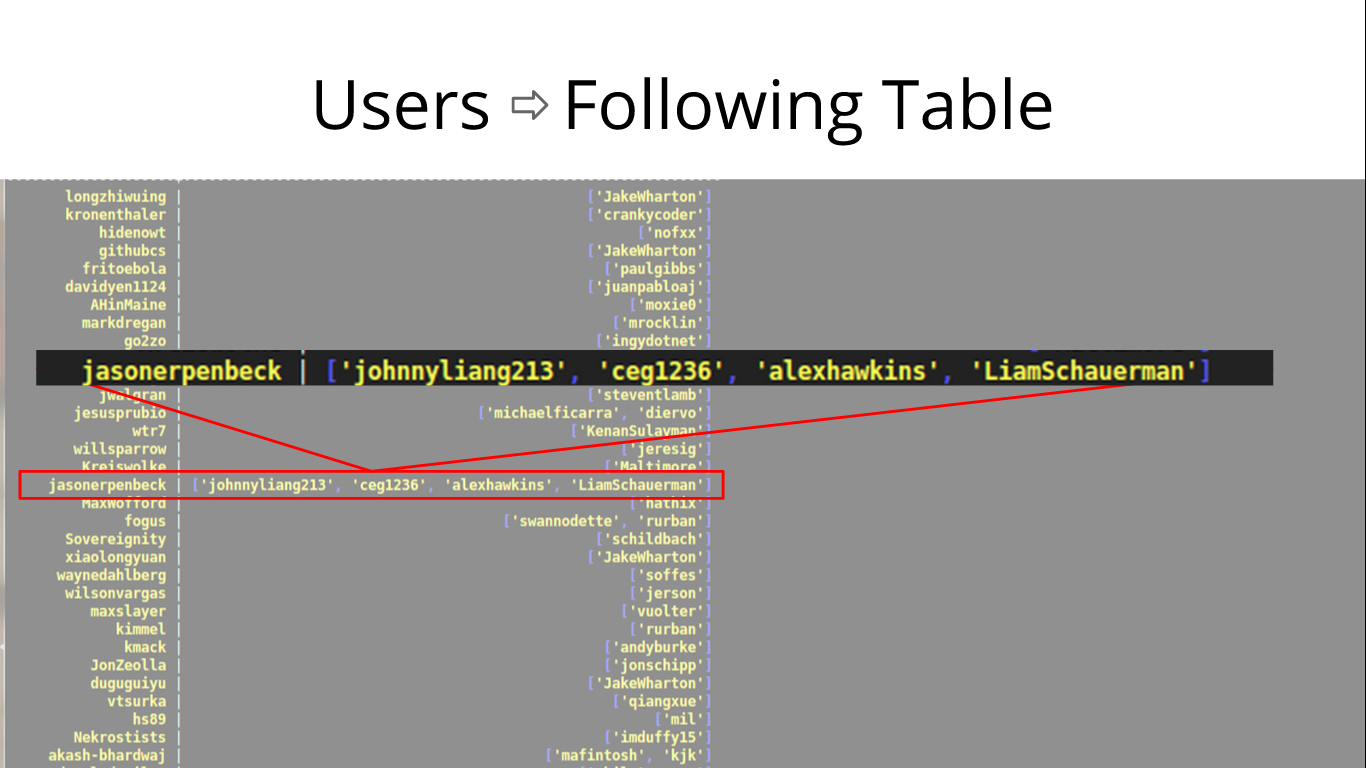 Users ⇨ Following Table
longzhiwuing | ['JakeWharton']
kronenthaler | ['crankycoder']
hidenowt | ['nofxx']
githubcs | ['JakeWharton']
fritoebola | ['paulgibbs']
davidyen1124 | ['juanpabloaj']
AHinMaine | ['moxie0']
markdregan | ['mrocklin']
go2zo | ['ingydotnet']
jasonerpenbeck | ['johnnyliang213', 'ceg1236', 'alexhawkins', 'LiamSchauerman']
jwalgran | ['steventlamb']
jesusprubio | ['michaelficarra', 'diervo']
wtr7 | ['KenanSulayman']
willsparrow | ['jeresig']
Kreiswolke | ['Maltimore']
jasonerpenbeck | ['johnnyliang213', 'ceg1236', 'alexhawkins', 'LiamSchauerman']
MaxWofford | ['hathix']
fogus | ['swannodette', 'rurban']
Sovereignity | ['schildbach']
xiaolongyuan | ['JakeWharton']
waynedahlberg | ['soffes']
wilsonvargas | ['jerson']
maxslayer | ['vuolter']
kimmel | ['rurban']
kmack | ['andyburke']
JonZeolla | ['jonschipp']
duguguiyu | ['JakeWharton']
vtsurka | ['qiangxue']
hs89 | ['mil']
Nekrostists | ['imduffy15']
akash-bhardwaj | ['mafintosh', 'kjk']